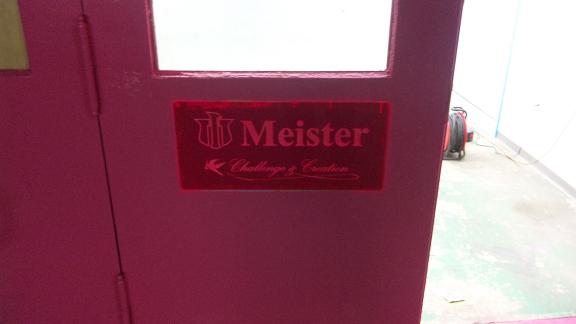 Meister
Challenge & Creation